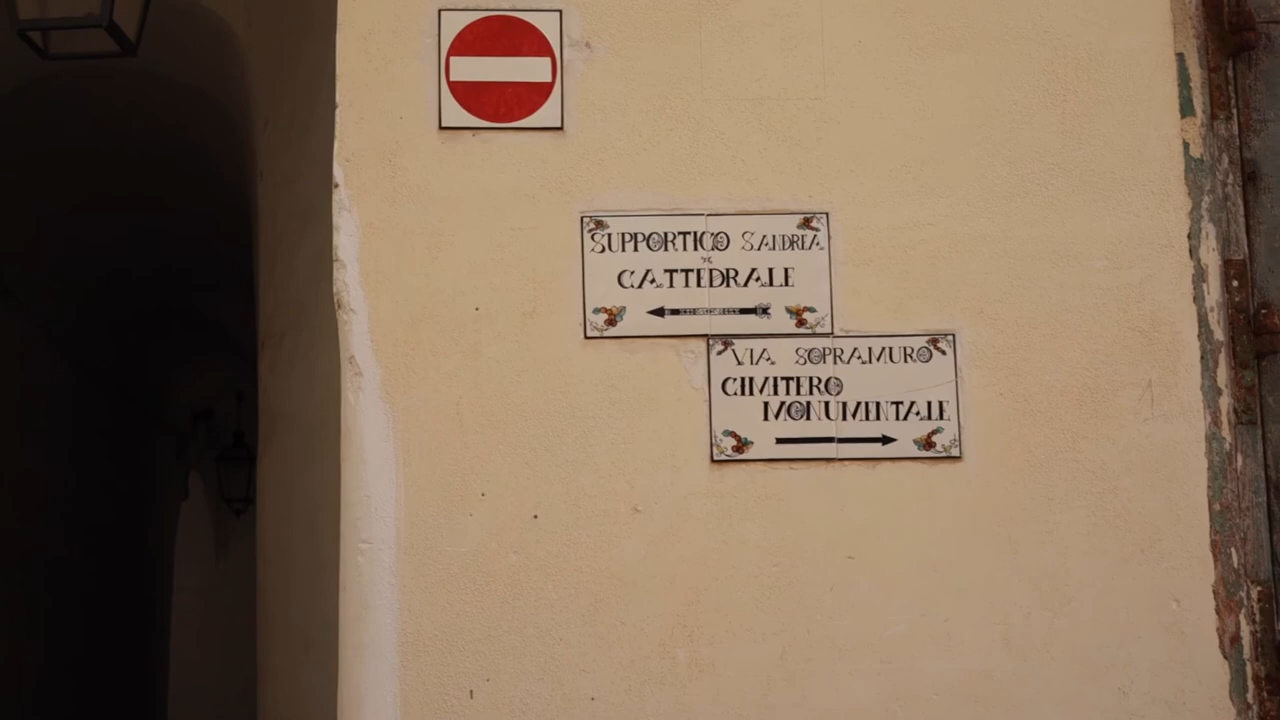 SUPPORTICO S.ANDREA
CATTEDRALE
VIA SOPRAMURO
CIMITERO
MONUMENTALE